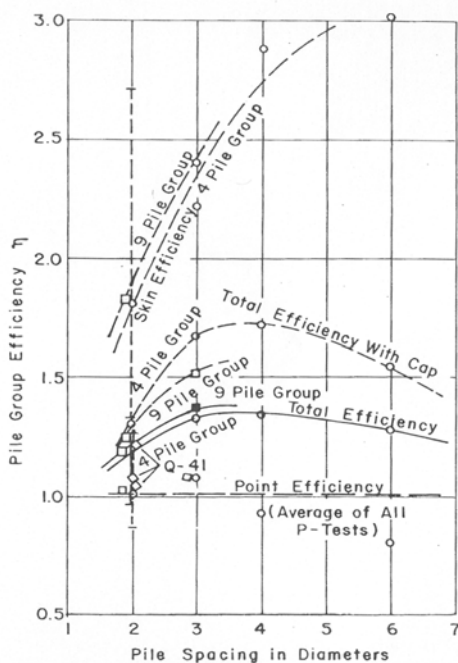 3.0
2.5
2.0
1.5
1.0
0.5
Pile Group Efficiency η
9 Pile Group
4 Pile Group
Skin Efficiency
Total Efficiency With Cap
4 Pile Group
9 Pile Group
9 Pile Group
Total Efficiency
4 Pile Group
Q-41
Point Efficiency
(Average of All
P-Tests)
1 2 3 4 5 6 7
Pile Spacing in Diameters